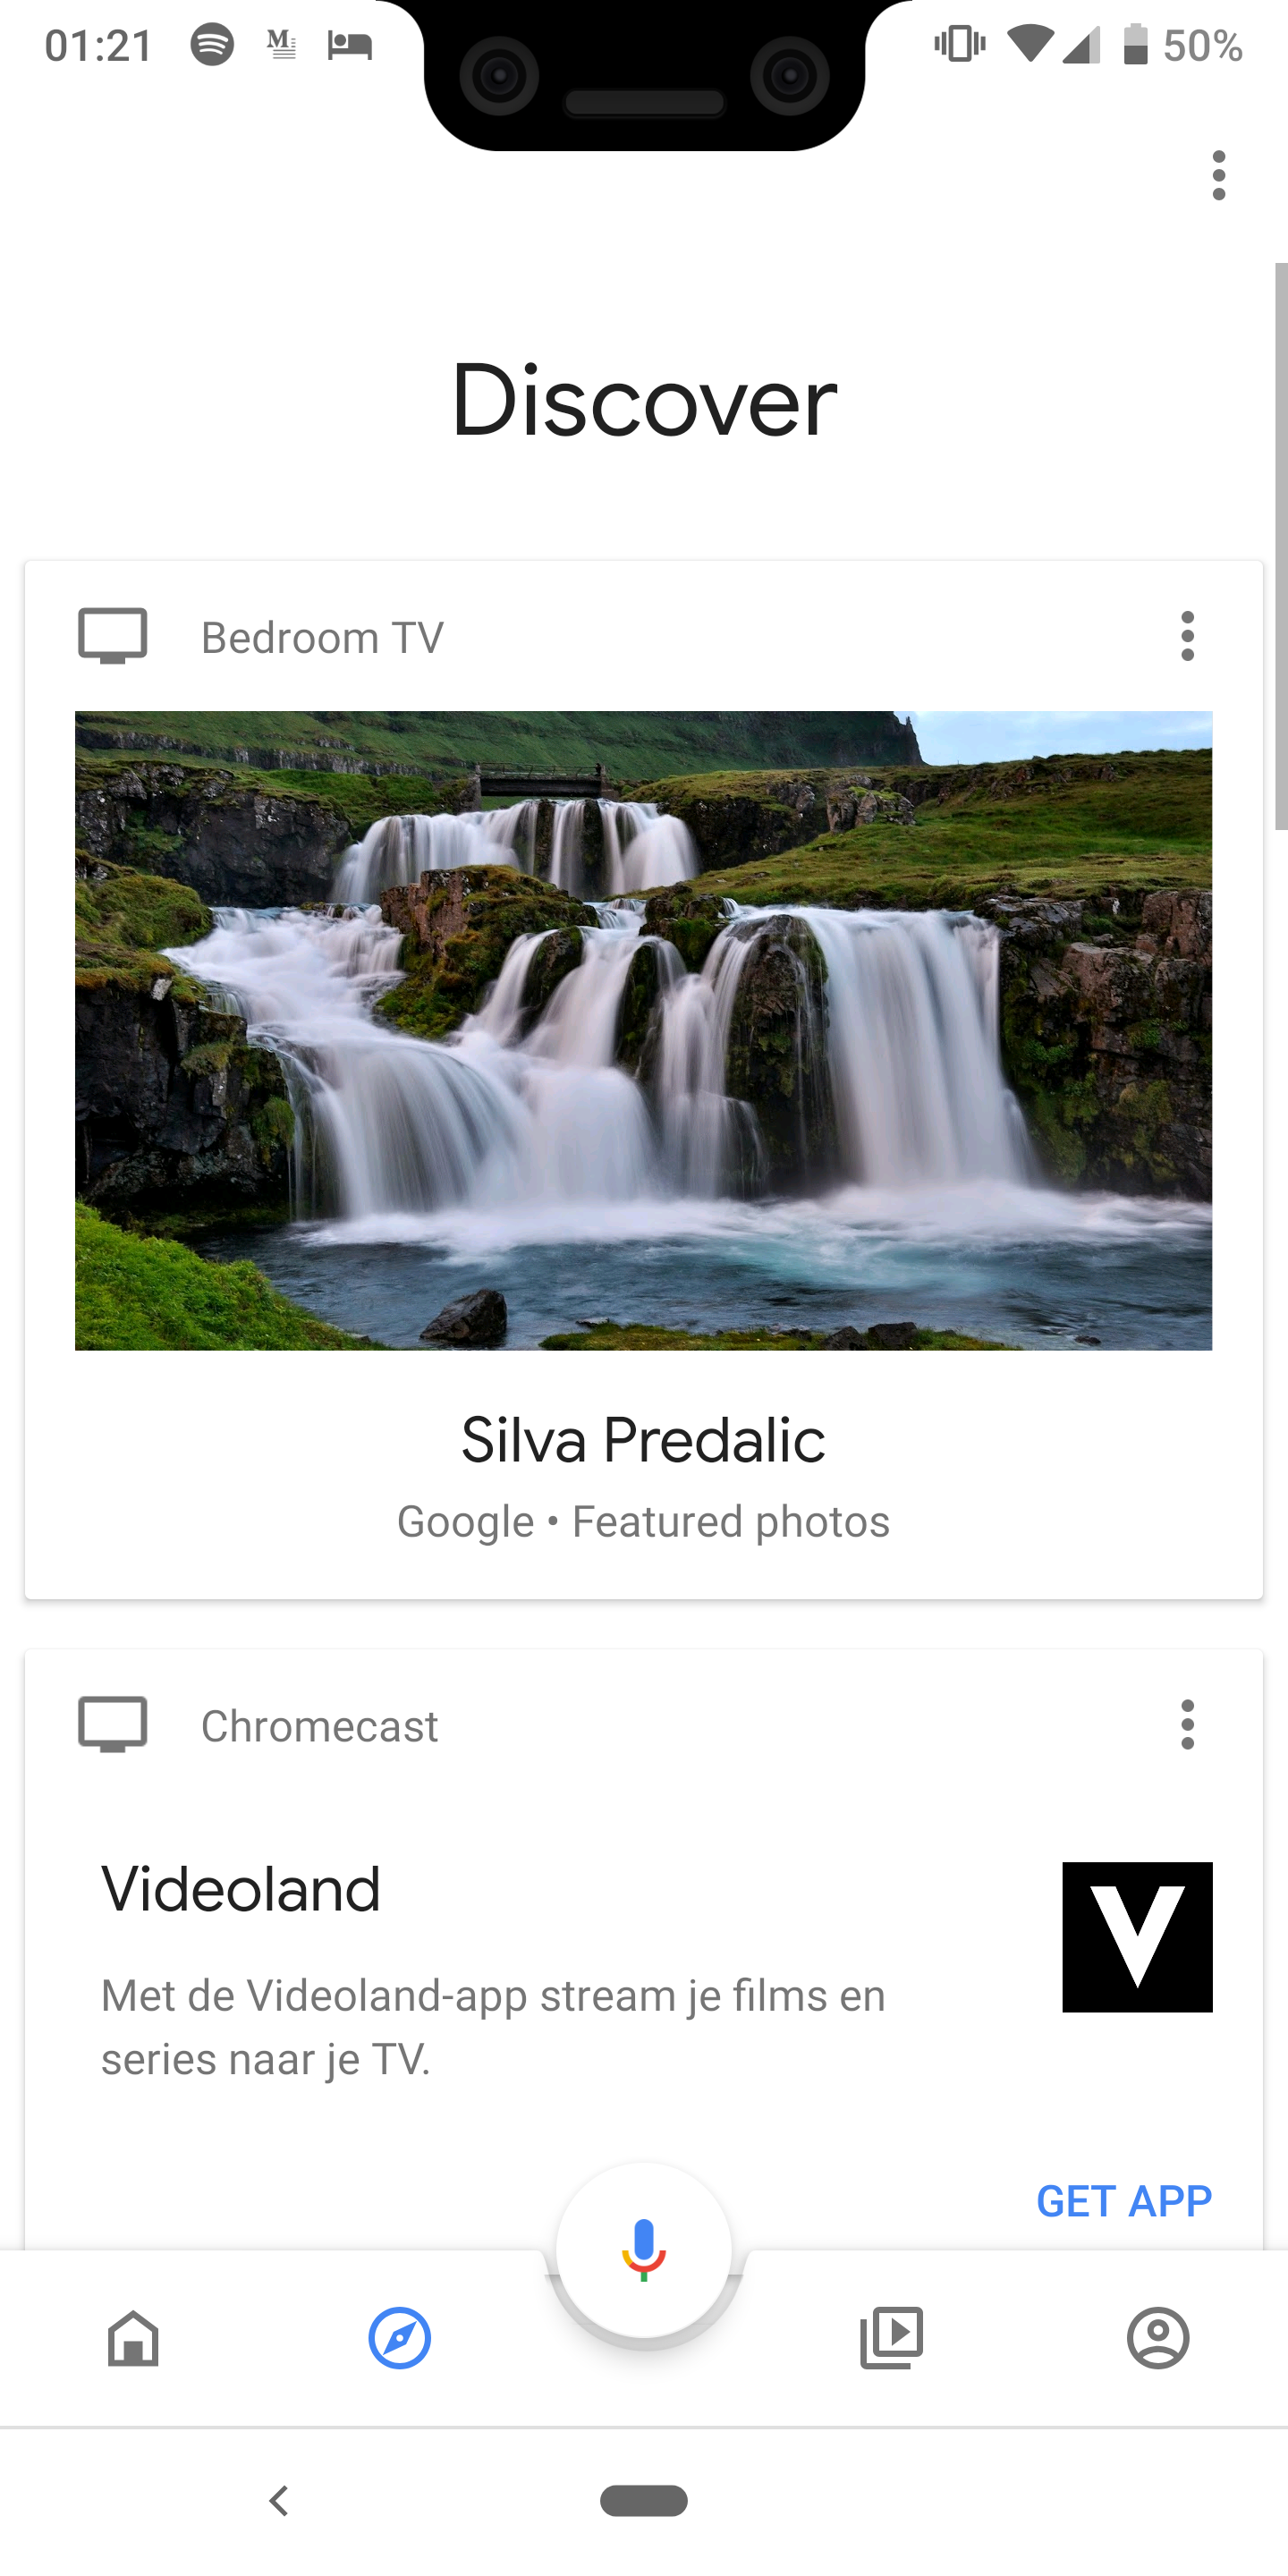 01:21
50%
Discover
Bedroom TV
Silva Predalic
Google • Featured photos
Chromecast
Videoland
V
Met de Videoland-app stream je films en
series naar je TV.
GET APP